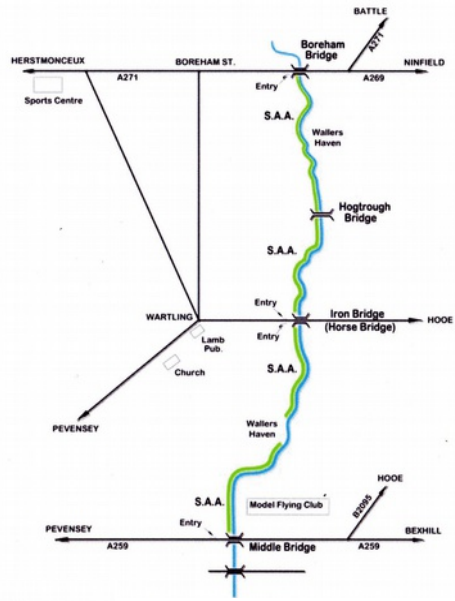 BATTLE
A271
Boreham
Bridge
HERSTMONCEUX
BOREHAM ST.
NINFIELD
A271
A269
Sports Centre
Entry
S.A.A.
Wallers
Haven
Hogtrough
Bridge
S.A.A.
Entry
WARTLING
Iron Bridge
(Horse Bridge)
HOOE
Entry
Lamb
Pub.
Church
S.A.A.
PEVENSEY
Wallers
Haven
HOOE
S.A.A.
Model Flying Club
B2095
PEVENSEY
Entry
BEXHILL
A259
Middle Bridge
A259